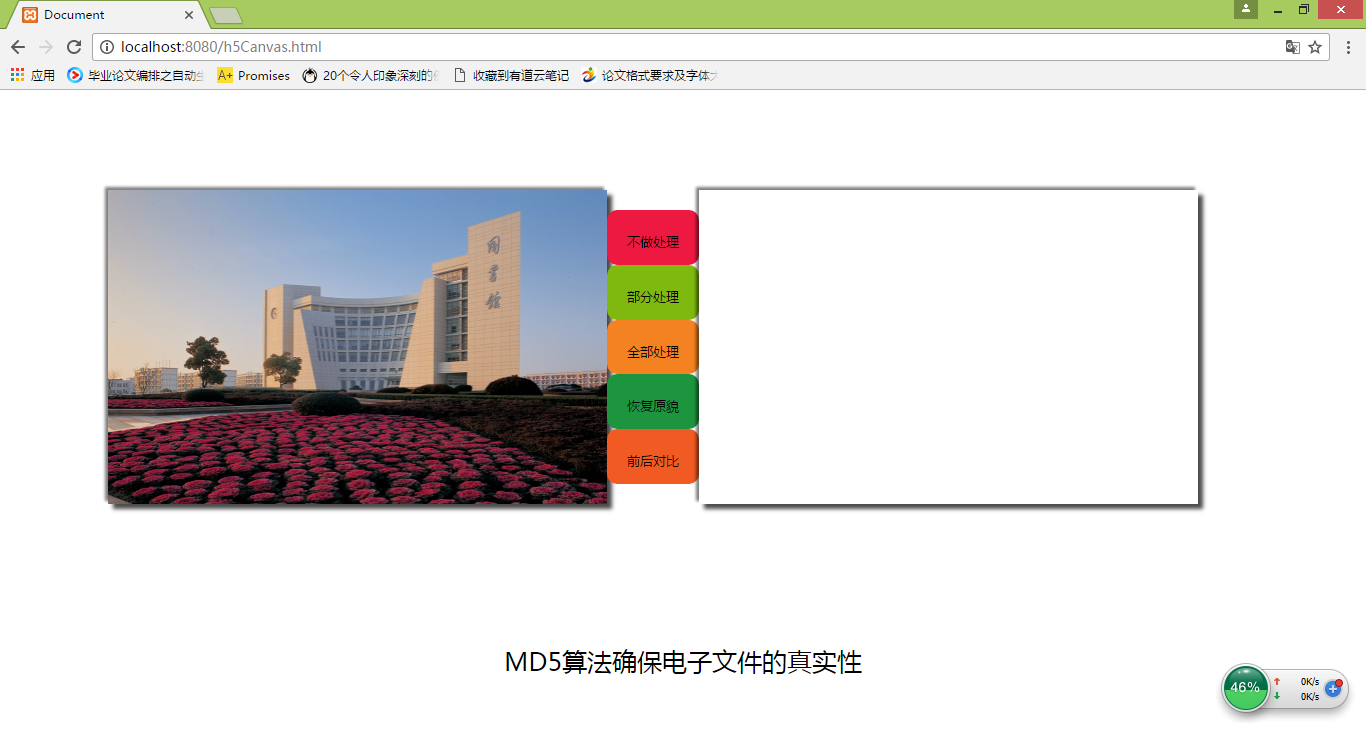 Document
localhost:8080/h5Canvas.html
应用 毕业论文编排之自动生 A+ Promises 20个令人印象深刻的 收藏到有道云笔记 论文格式要求及字体大
图书馆
不做处理
部分处理
全部处理
恢复原貌
前后对比
MD5算法确保电子文件的真实性
46%
0K/s
0K/s